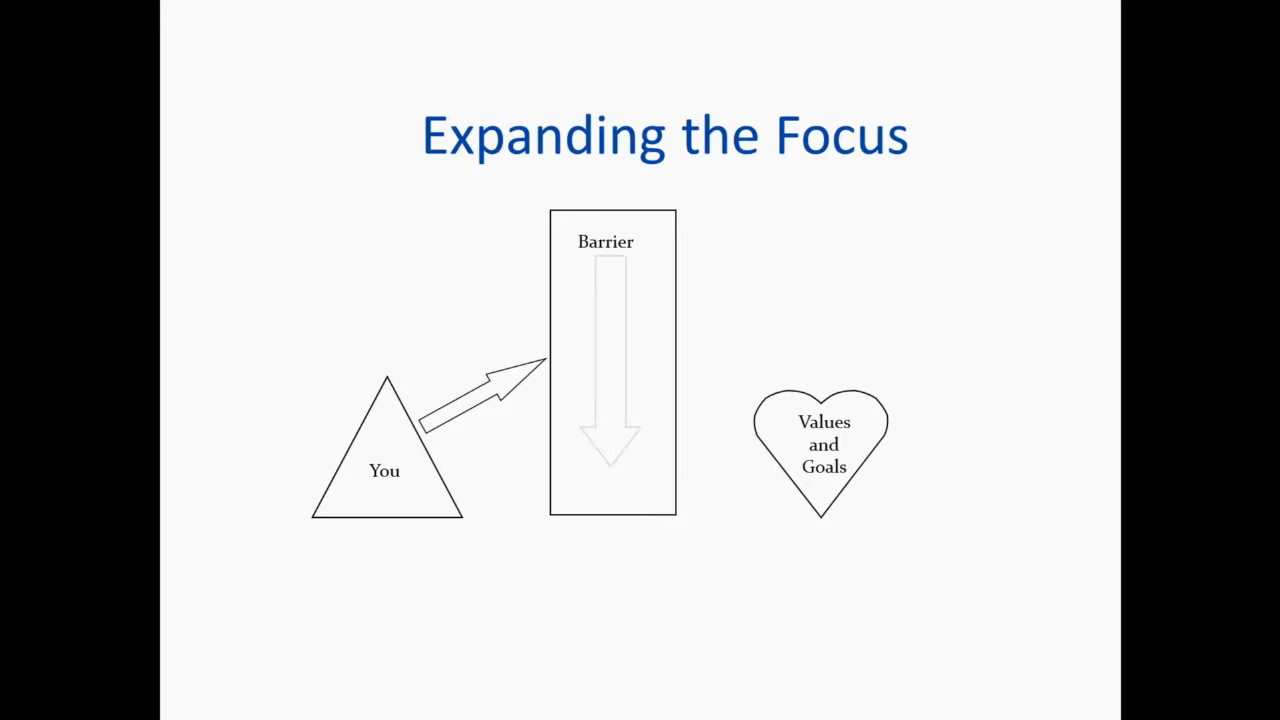 Expanding the Focus
Barrier
You
Values
and
Goals